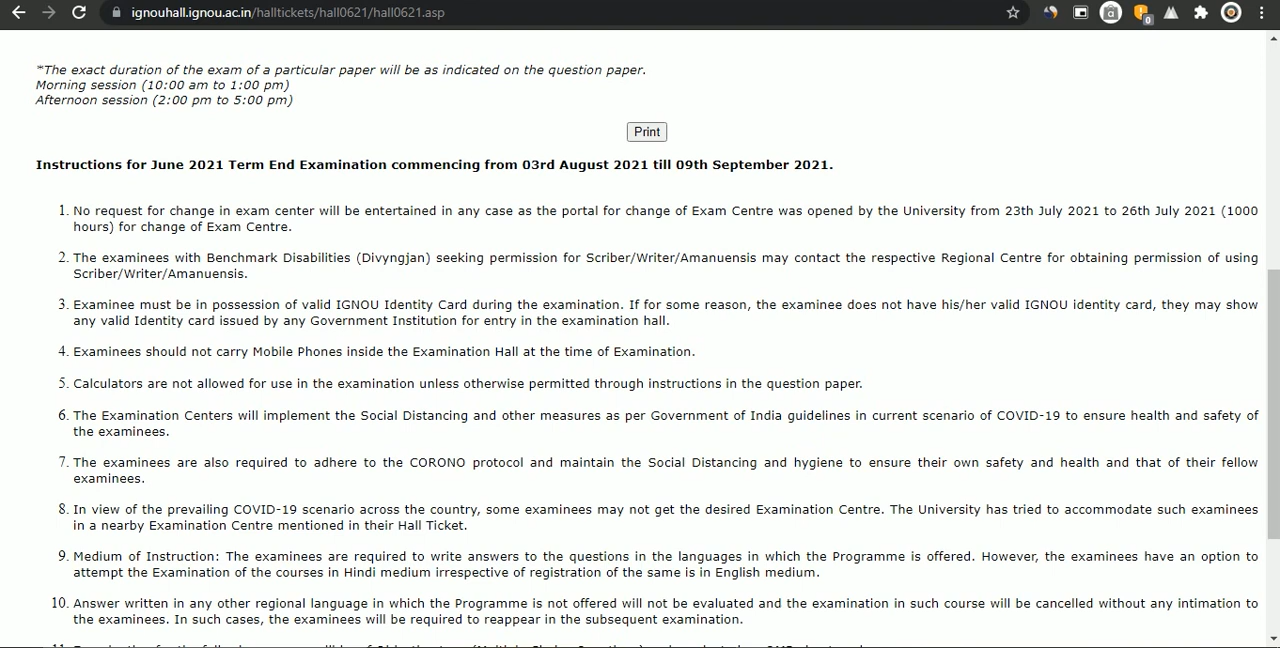 ignouhall.ignou.ac.in/halltickets/hall0621/hall0621.asp
0
*The exact duration of the exam of a particular paper will be as indicated on the question paper.
Morning session (10:00 am to 1:00 pm)
Afternoon session (2:00 pm to 5:00 pm)
Print
Instructions for June 2021 Term End Examination commencing from 03rd August 2021 till 09th September 2021.
1. No request for change in exam center will be entertained in any case as the portal for change of Exam Centre was opened by the University from 23th July 2021 to 26th July 2021 (1000
hours) for change of Exam Centre.
2. The examinees with Benchmark Disabilities (Divyngjan) seeking permission for Scriber/Writer/Amanuensis may contact the respective Regional Centre for obtaining permission of using
Scriber/Writer/Amanuensis.
3. Examinee must be in possession of valid IGNOU Identity Card during the examination. If for some reason, the examinee does not have his/her valid IGNOU identity card, they may show
any valid Identity card issued by any Government Institution for entry in the examination hall.
4. Examinees should not carry Mobile Phones inside the Examination Hall at the time of Examination.
5. Calculators are not allowed for use in the examination unless otherwise permitted through instructions in the question paper.
6. The Examination Centers will implement the Social Distancing and other measures as per Government of India guidelines in current scenario of COVID-19 to ensure health and safety of
the examinees.
7. The examinees are also required to adhere to the CORONO protocol and maintain the Social Distancing and hygiene to ensure their own safety and health and that of their fellow
examinees.
8. In view of the prevailing COVID-19 scenario across the country, some examinees may not get the desired Examination Centre. The University has tried to accommodate such examinees
in a nearby Examination Centre mentioned in their Hall Ticket.
9. Medium of Instruction: The examinees are required to write answers to the questions in the languages in which the Programme is offered. However, the examinees have an option to
attempt the Examination of the courses in Hindi medium irrespective of registration of the same is in English medium.
10. Answer written in any other regional language in which the Programme is not offered will not be evaluated and the examination in such course will be cancelled without any intimation to
the examinees. In such cases, the examinees will be required to reappear in the subsequent examination.